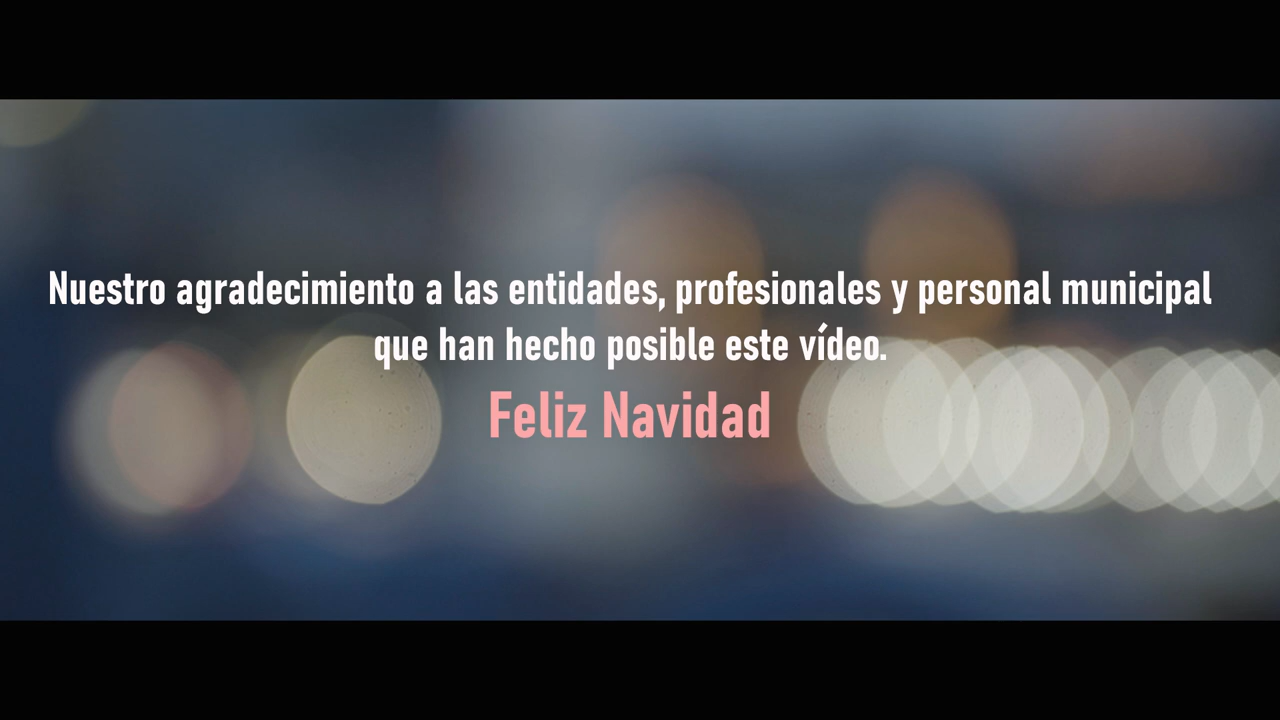 Nuestro agradecimiento a las entidades, profesionales y personal municipal
que han hecho posible este vídeo.
Feliz Navidad